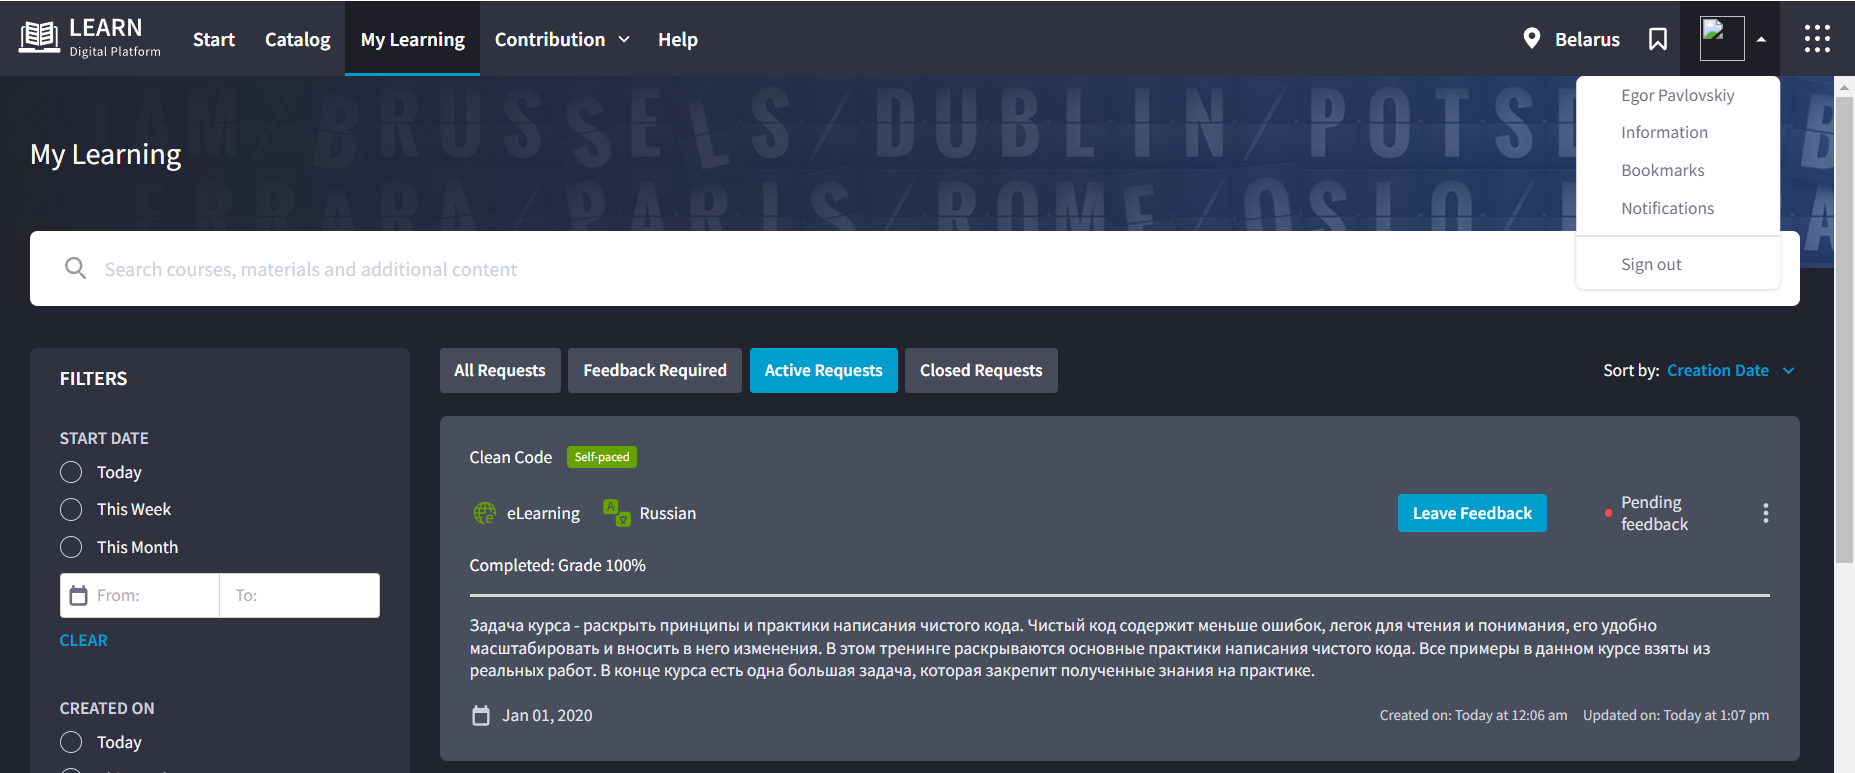 LEARN
Digital Platform
Start
Catalog
My Learning
Contribution
Help
Belarus
Egor Pavlovskiy
Information
Bookmarks
Notifications
Sign out
BRUSSELS/DUBLIN/POTSD
FERRARA/PARIS/ROME/OSLO/
My Learning
Search courses, materials and additional content
FILTERS
START DATE
Today
This Week
This Month
From:
To:
CLEAR
CREATED ON
Today
All Requests
Feedback Required
Active Requests
Closed Requests
Sort by: Creation Date
Clean Code
Self-paced
eLearning
Russian
Leave Feedback
Pending
feedback
Completed: Grade 100%
Задача курса - раскрыть принципы и практики написания чистого кода. Чистый код содержит меньше ошибок, легок для чтения и понимания, его удобно
масштабировать и вносить в него изменения. В этом тренинге раскрываются основные практики написания чистого кода. Все примеры в данном курсе взяты из
реальных работ. В конце курса есть одна большая задача, которая закрепит полученные знания на практике.
Jan 01, 2020
Created on: Today at 12:06 am
Updated on: Today at 1:07 pm